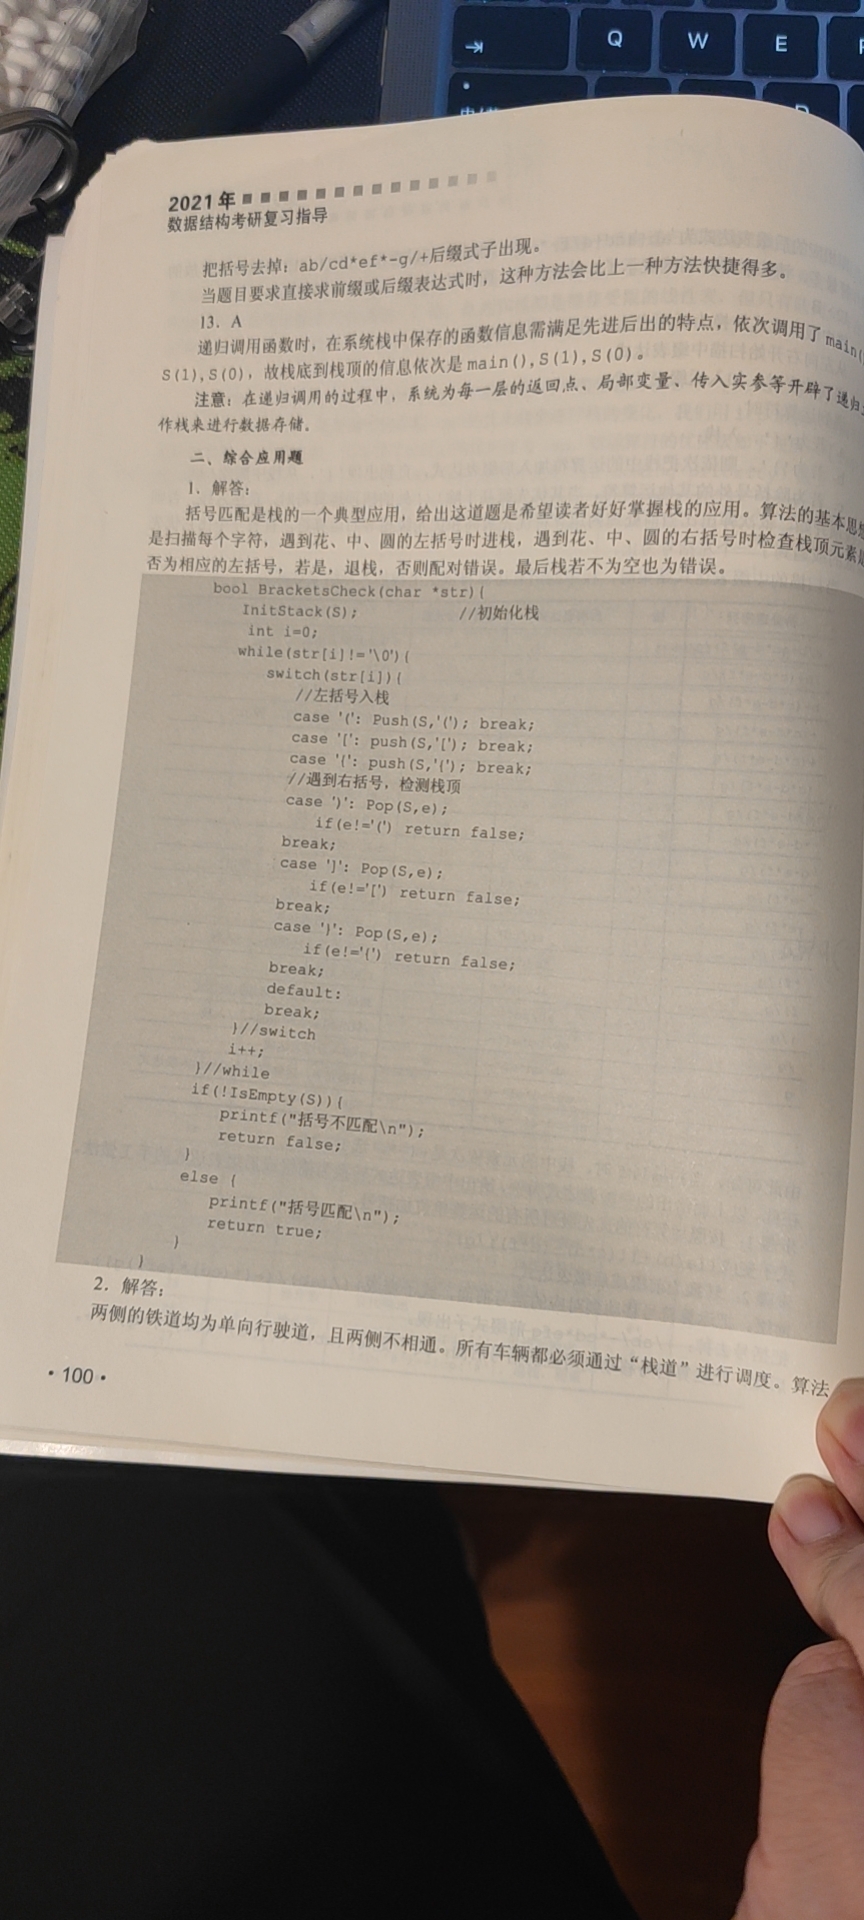 Q W E
2021年
数据结构考研复习指导
把括号去掉：ab/cd*ef*-g/+后缀式子出现。
当题目要求直接求前缀或后缀表达式时，这种方法会比上一种方法快捷得多。
13. A
递归调用函数时，在系统栈中保存的函数信息需满足先进后出的特点，依次调用了 main()
S(1),S(0)，故栈底到栈顶的信息依次是 main(),S(1),S(0)。
注意：在递归调用的过程中，系统为每一层的返回点、局部变量、传入实参等开辟了递归
作栈来进行数据存储。
二、综合应用题
1. 解答：
括号匹配是栈的一个典型应用，给出这道题是希望读者好好掌握栈的应用。算法的基本思想
是扫描每个字符，遇到花、中、圆的左括号时进栈，遇到花、中、圆的右括号时检查栈顶元素是
否为相应的左括号，若是，退栈，否则配对错误。最后栈若不为空也为错误。
bool BracketsCheck(char *str){
InitStack(S); //初始化栈
int i=0;
while(str[i]!='\0'){
switch(str[i]){
//左括号入栈
case '(': Push(S,'('); break;
case '[': push(S,'['); break;
case '{': push(S,'{'); break;
//遇到右括号，检测栈顶
case ')': Pop(S,e);
if(e!='(') return false;
break;
case ']': Pop(S,e);
if(e!='[') return false;
break;
case '}': Pop(S,e);
if(e!='{') return false;
break;
default:
break;
}//switch
i++;
}//while
if(!IsEmpty(S)){
printf("括号不匹配\n");
return false;
}
else {
printf("括号匹配\n");
return true;
}
}
2. 解答：
两侧的铁道均为单向行驶道，且两侧不相通。所有车辆都必须通过“栈道”进行调度。算法
·100·